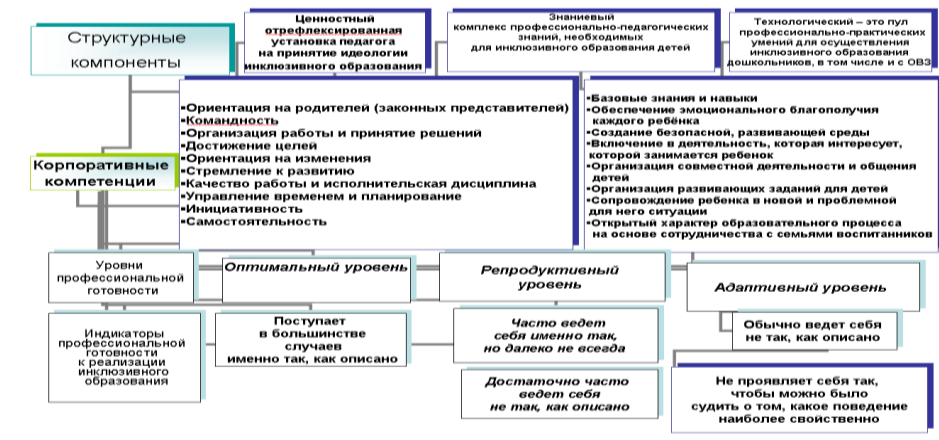 Структурные
компоненты
Ценностный
отрефлексированная
установка педагога
на принятие идеологии
инклюзивного образования
Знаниевый
комплекс профессионально-педагогических
знаний, необходимых
для инклюзивного образования детей
Технологический – это пул
профессионально-практических
умений для осуществления
инклюзивного образования
дошкольников, в том числе и с ОВЗ
Корпоративные
компетенции
▪Ориентация на родителей (законных представителей)
▪Командность
▪Организация работы и принятие решений
▪Достижение целей
▪Ориентация на изменения
▪Стремление к развитию
▪Качество работы и исполнительская дисциплина
▪Управление временем и планирование
▪Инициативность
▪Самостоятельность
▪Базовые знания и навыки
▪Обеспечение эмоционального благополучия
каждого ребёнка
▪Создание безопасной, развивающей среды
▪Включение в деятельность, которая интересует,
которой занимается ребенок
▪Организация совместной деятельности и общения
детей
▪Организация развивающих заданий для детей
▪Сопровождение ребенка в новой и проблемной
для него ситуации
▪Открытый характер образовательного процесса
на основе сотрудничества с семьями воспитанников
Уровни
профессиональной
готовности
Оптимальный уровень
Репродуктивный
уровень
Адаптивный уровень
Индикаторы
профессиональной
готовности
к реализации
инклюзивного
образования
Поступает
в большинстве
случаев
именно так, как описано
Часто ведет
себя именно так,
но далеко не всегда
Достаточно часто
ведет себя
не так, как описано
Обычно ведет себя
не так, как описано
Не проявляет себя так,
чтобы можно было
судить о том, какое поведение
наиболее свойственно